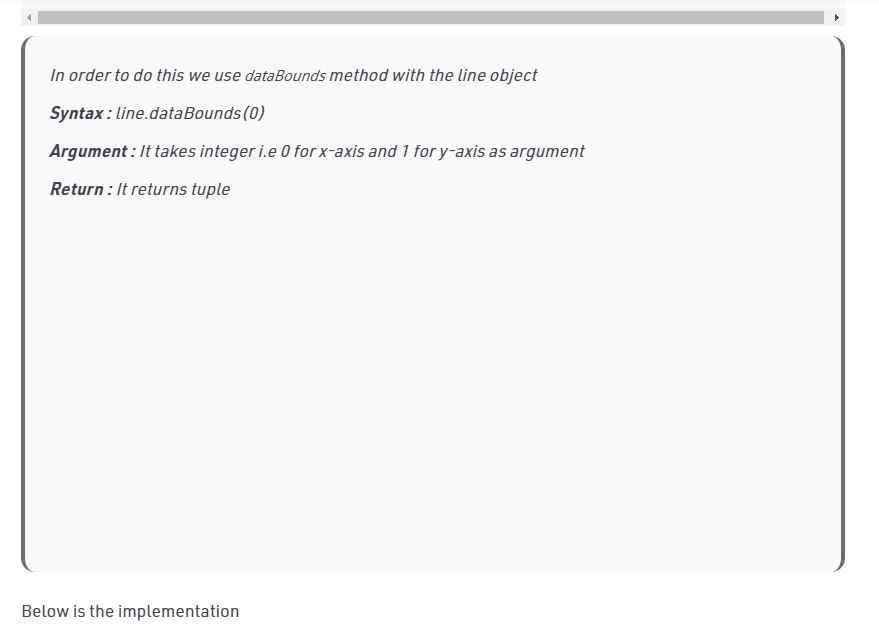 In order to do this we use dataBounds method with the line object
Syntax : line.dataBounds(0)
Argument : It takes integer i.e 0 for x-axis and 1 for y-axis as argument
Return : It returns tuple
Below is the implementation